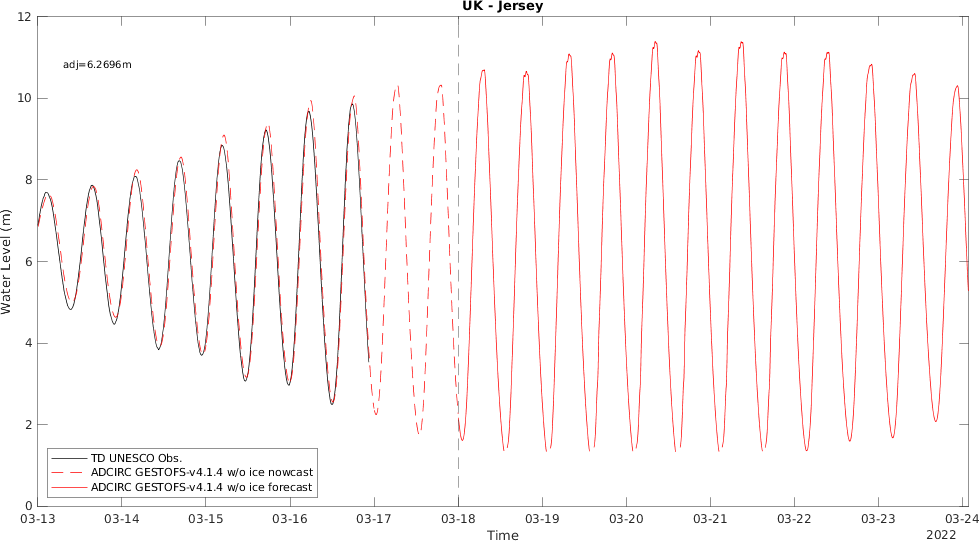 UK - Jersey
12
adj=6.2696m
10
8
6
4
2
0
Water Level (m)
TD UNESCO Obs.
ADCIRC GESTOFS-v4.1.4 w/o ice nowcast
ADCIRC GESTOFS-v4.1.4 w/o ice forecast
03-13 03-14 03-15 03-16 03-17 03-18 03-19 03-20 03-21 03-22 03-23 03-24
Time
2022